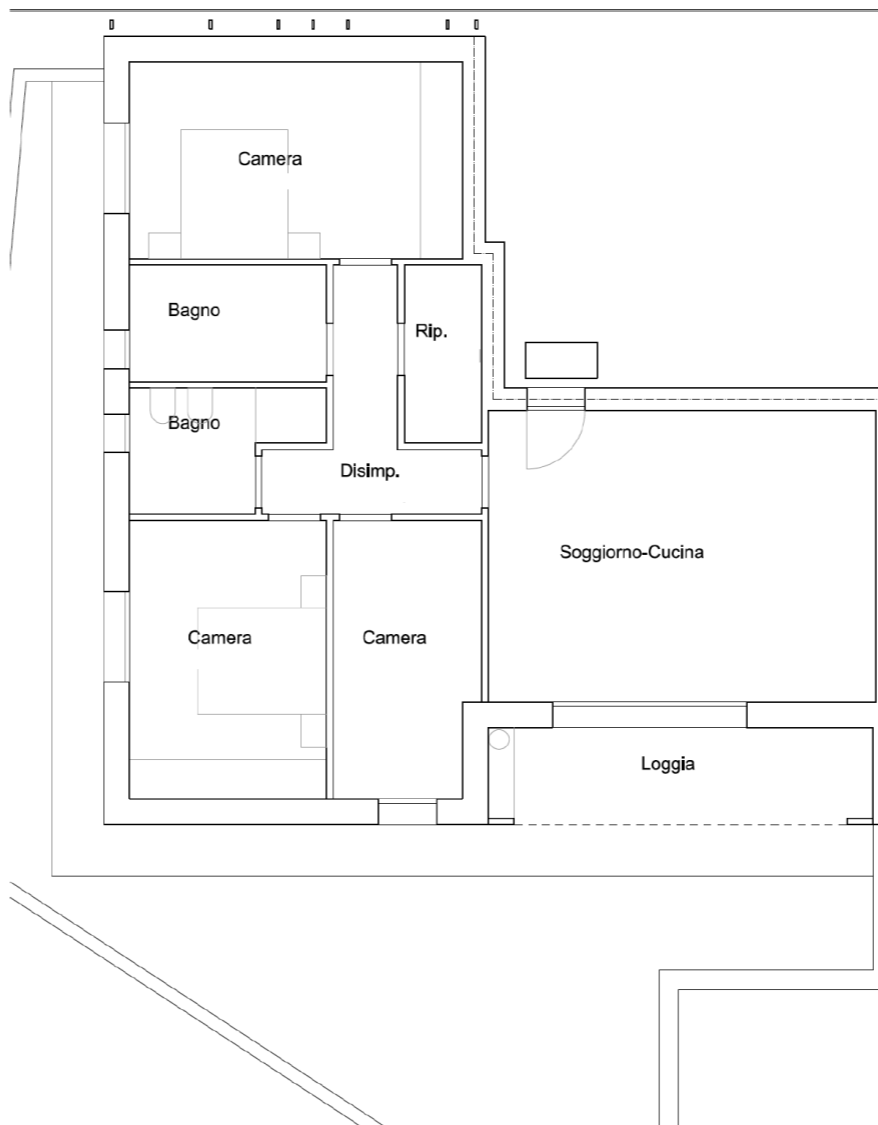 Camera
Bagno
Rip.
Bagno
Disimp.
Soggiorno-Cucina
Camera
Camera
Loggia